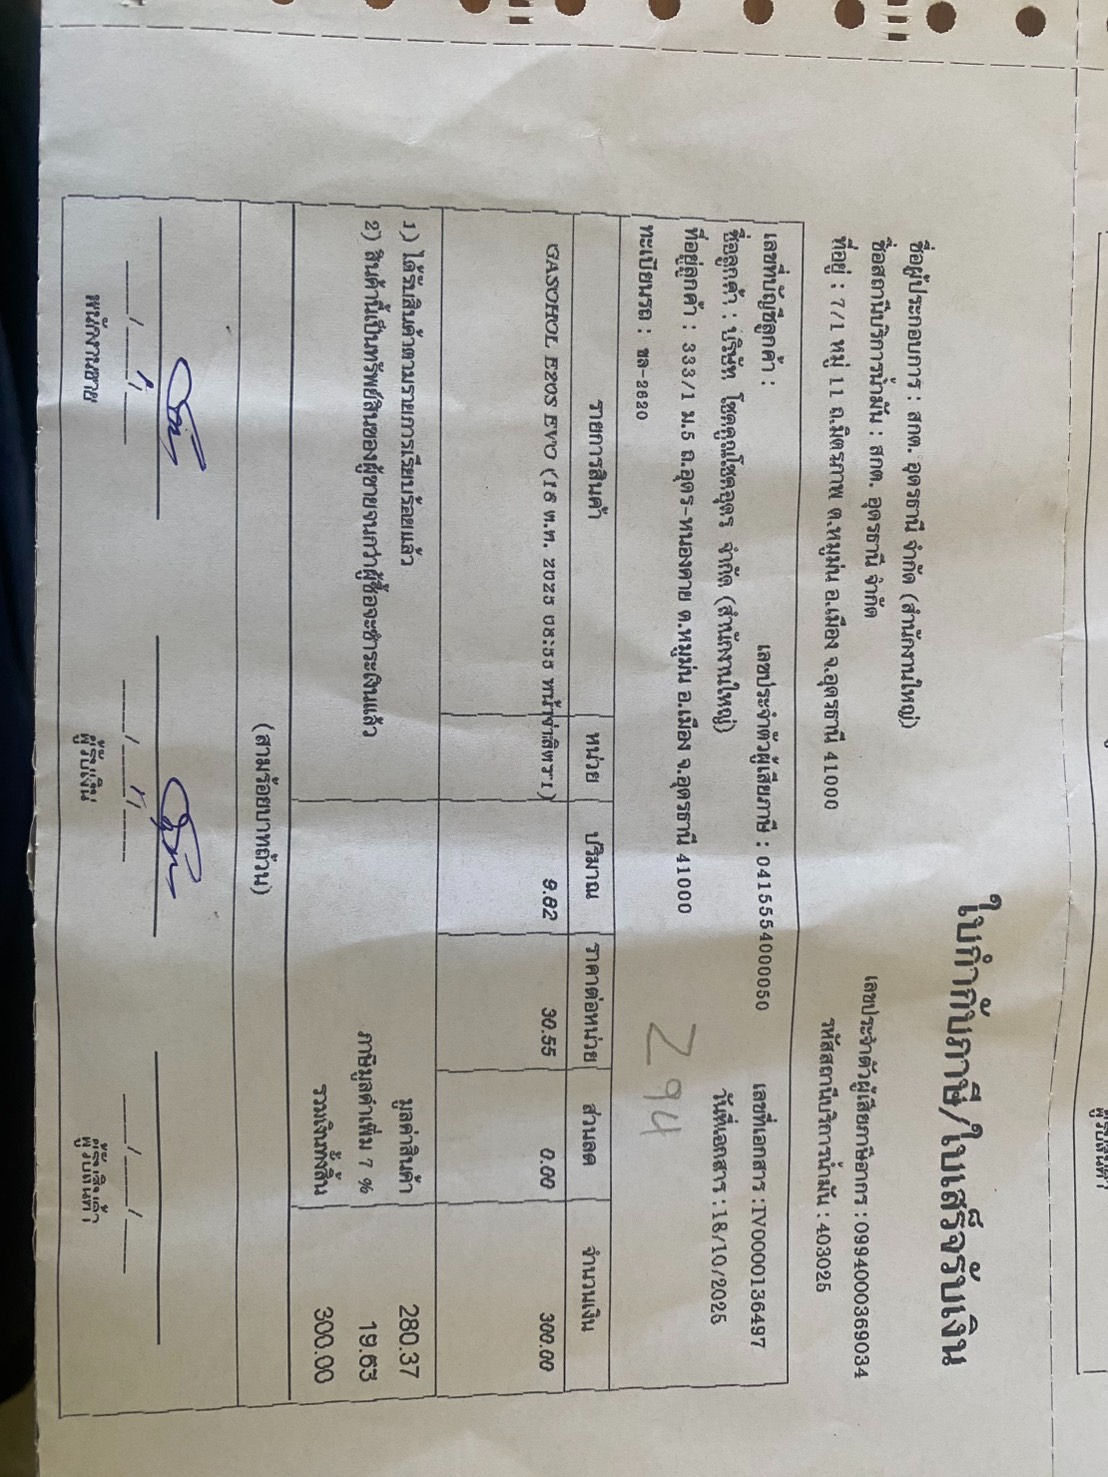 ใบกำกับภาษี/ใบเสร็จรับเงิน
ชื่อผู้ประกอบการ : สกต. อุดรธานี จำกัด (สำนักงานใหญ่)
เลขประจำตัวผู้เสียภาษีอากร : 0994000369034
ชื่อสถานีบริการน้ำมัน : สกต. อุดรธานี จำกัด
รหัสสถานีบริการน้ำมัน : 403025
ที่อยู่ : 7/1 หมู่ 11 ถ.มิตรภาพ ต.หมูม่น อ.เมือง จ.อุดรธานี 41000
เลขที่บัญชีลูกค้า : เลขประจำตัวผู้เสียภาษี : 0415554000050 เลขที่เอกสาร : IV0000136497
ชื่อลูกค้า : บริษัท โชคคูณโชคอุดร จำกัด (สำนักงานใหญ่) วันที่เอกสาร : 18/10/2025
ที่อยู่ลูกค้า : 333/1 ม.5 ถ.อุดร-หนองคาย ต.หมูม่น อ.เมือง จ.อุดรธานี 41000
ทะเบียนรถ : ขล-2620
294
รายการสินค้า หน่วย ปริมาณ ราคาต่อหน่วย ส่วนลด จำนวนเงิน
GASOHOL E20S EVO (18 ต.ค. 2025 08:55 9.82 30.55 0.00 300.00
1) ได้รับสินค้าตามรายการเรียบร้อยแล้ว มูลค่าสินค้า 280.37
2) สินค้านี้เป็นทรัพย์สินของผู้ขายจนกว่าผู้ซื้อจะชำระเงินแล้ว ภาษีมูลค่าเพิ่ม 7 % 19.63
รวมเงินทั้งสิ้น 300.00
(สามร้อยบาทถ้วน)
___/___/___ ___/___/___ ___/___/___
พนักงานขาย ผู้รับเงิน ผู้รับสินค้า
ผู้รับสินค้า